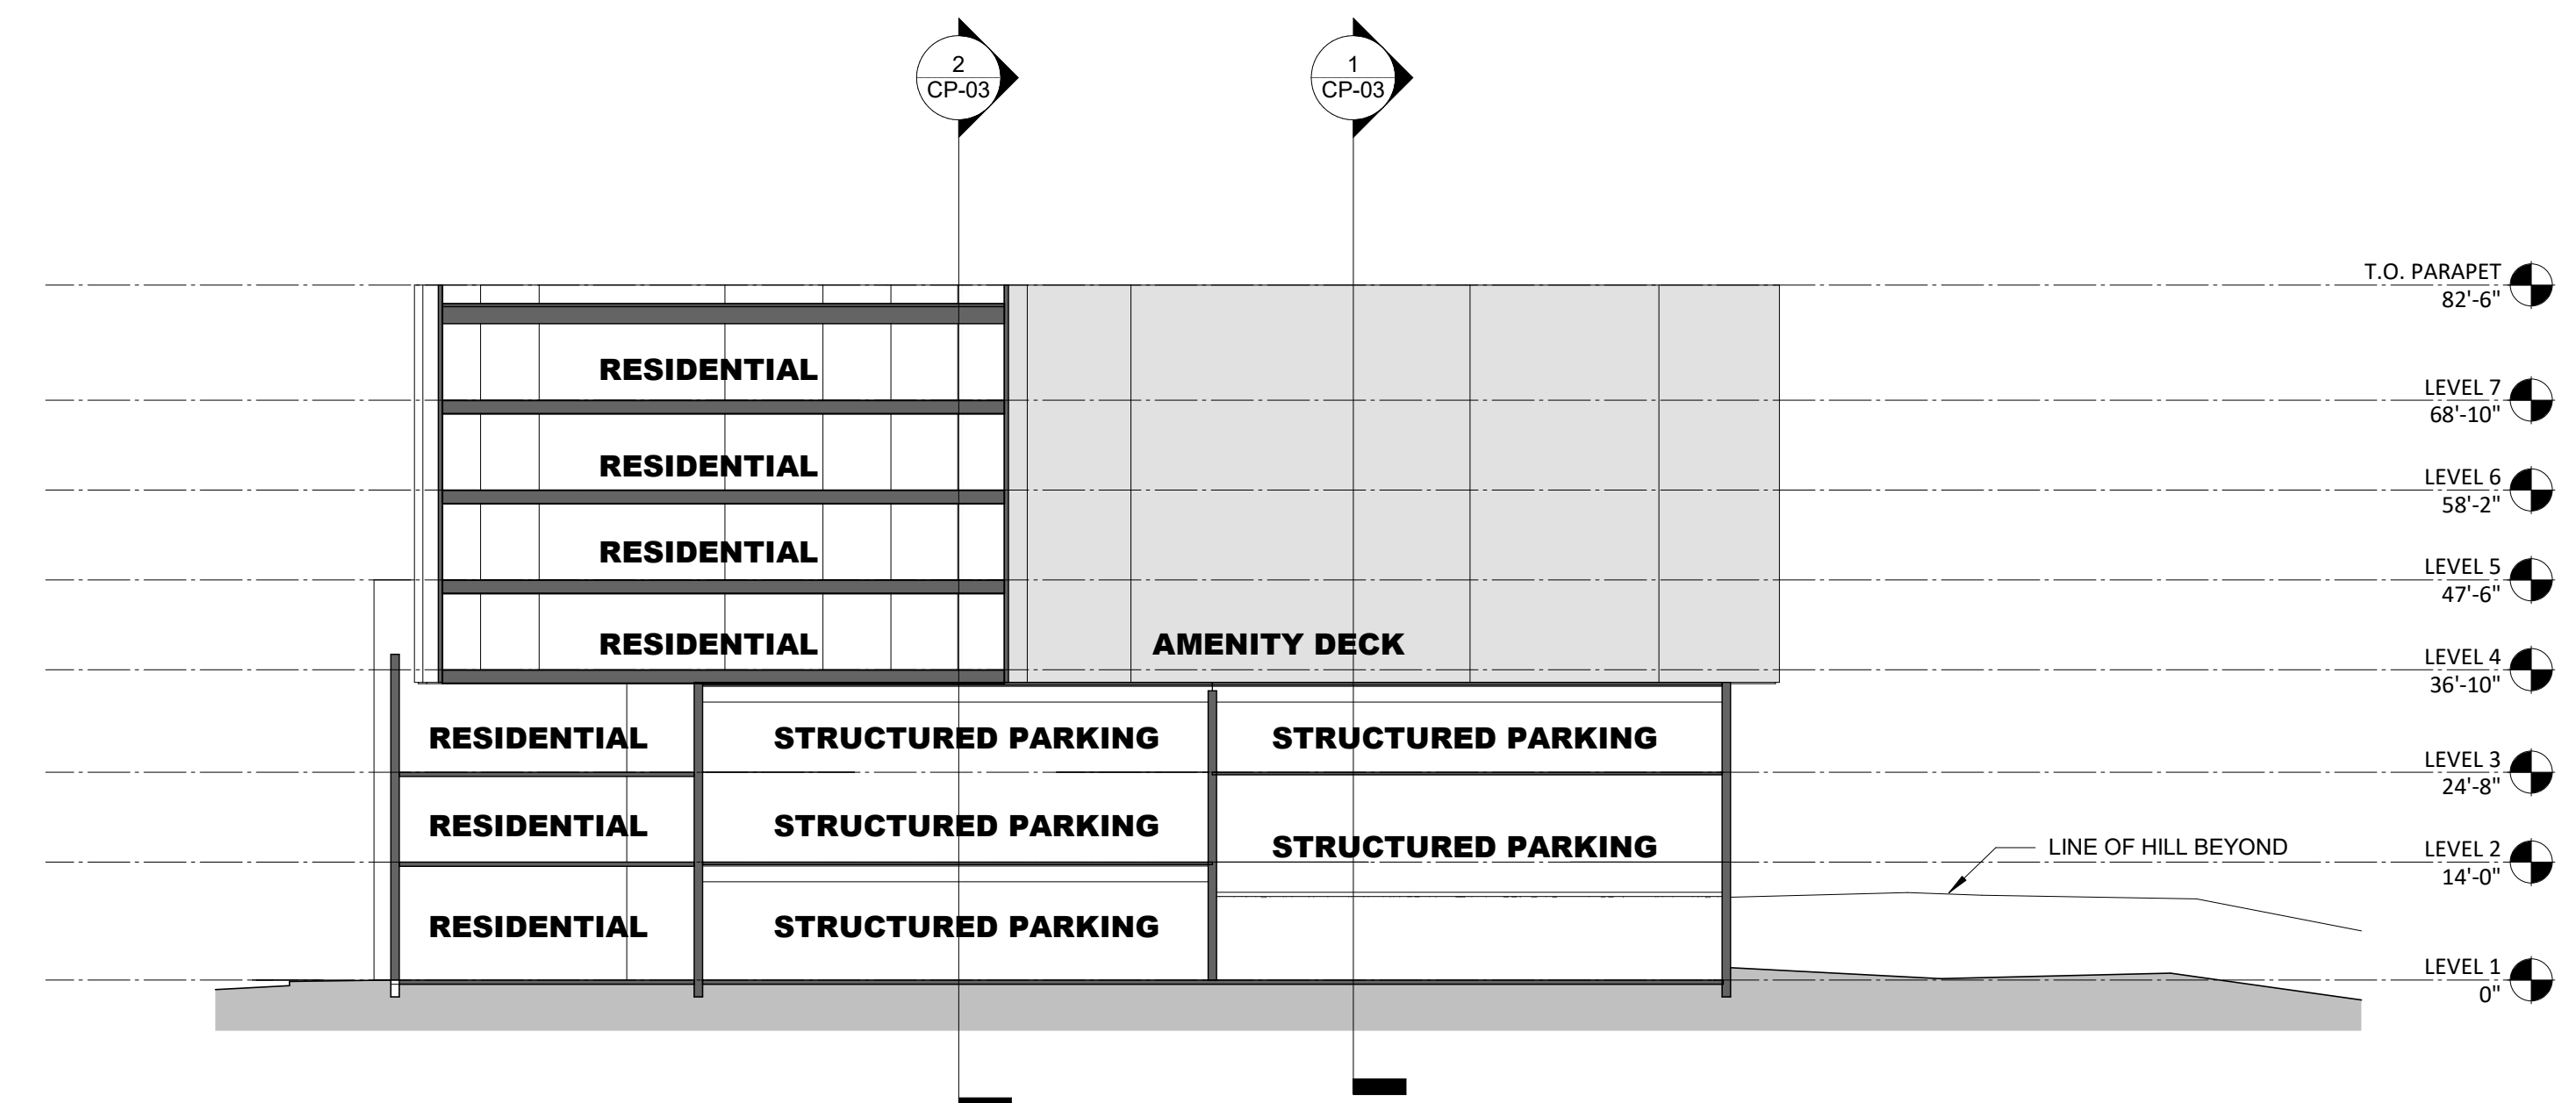 2
CP-03
1
CP-03
T.O. PARAPET
82'-6"
RESIDENTIAL
LEVEL 7
68'-10"
RESIDENTIAL
LEVEL 6
58'-2"
RESIDENTIAL
LEVEL 5
47'-6"
RESIDENTIAL
AMENITY DECK
LEVEL 4
36'-10"
RESIDENTIAL
STRUCTURED PARKING
STRUCTURED PARKING
LEVEL 3
24'-8"
RESIDENTIAL
STRUCTURED PARKING
STRUCTURED PARKING
LINE OF HILL BEYOND
LEVEL 2
14'-0"
RESIDENTIAL
STRUCTURED PARKING
LEVEL 1
0"